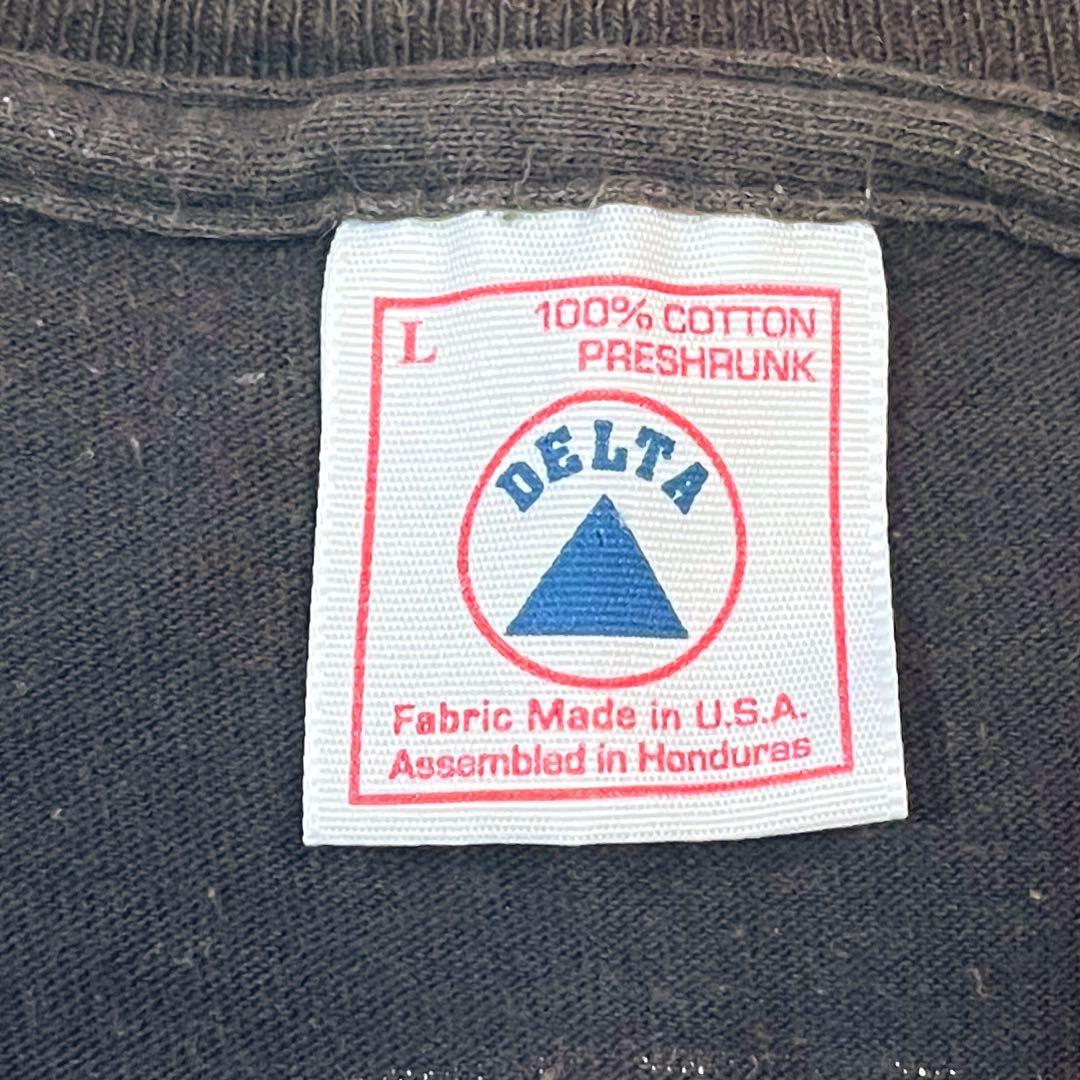 L
100% COTTON
PRESHRUNK
DELTA
Fabric Made in U.S.A.
Assembled in Honduras